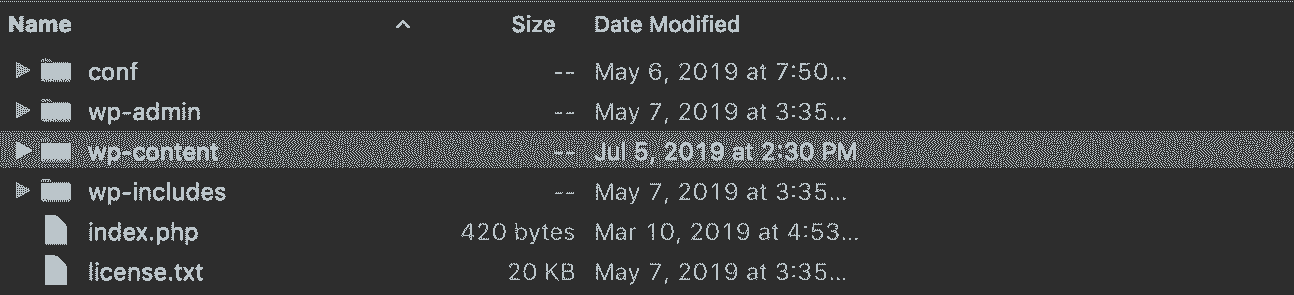 Name Size Date Modified
conf -- May 6, 2019 at 7:50...
wp-admin -- May 7, 2019 at 3:35...
wp-content -- Jul 5, 2019 at 2:30 PM
wp-includes -- May 7, 2019 at 3:35...
index.php 420 bytes Mar 10, 2019 at 4:53...
license.txt 20 KB May 7, 2019 at 3:35...